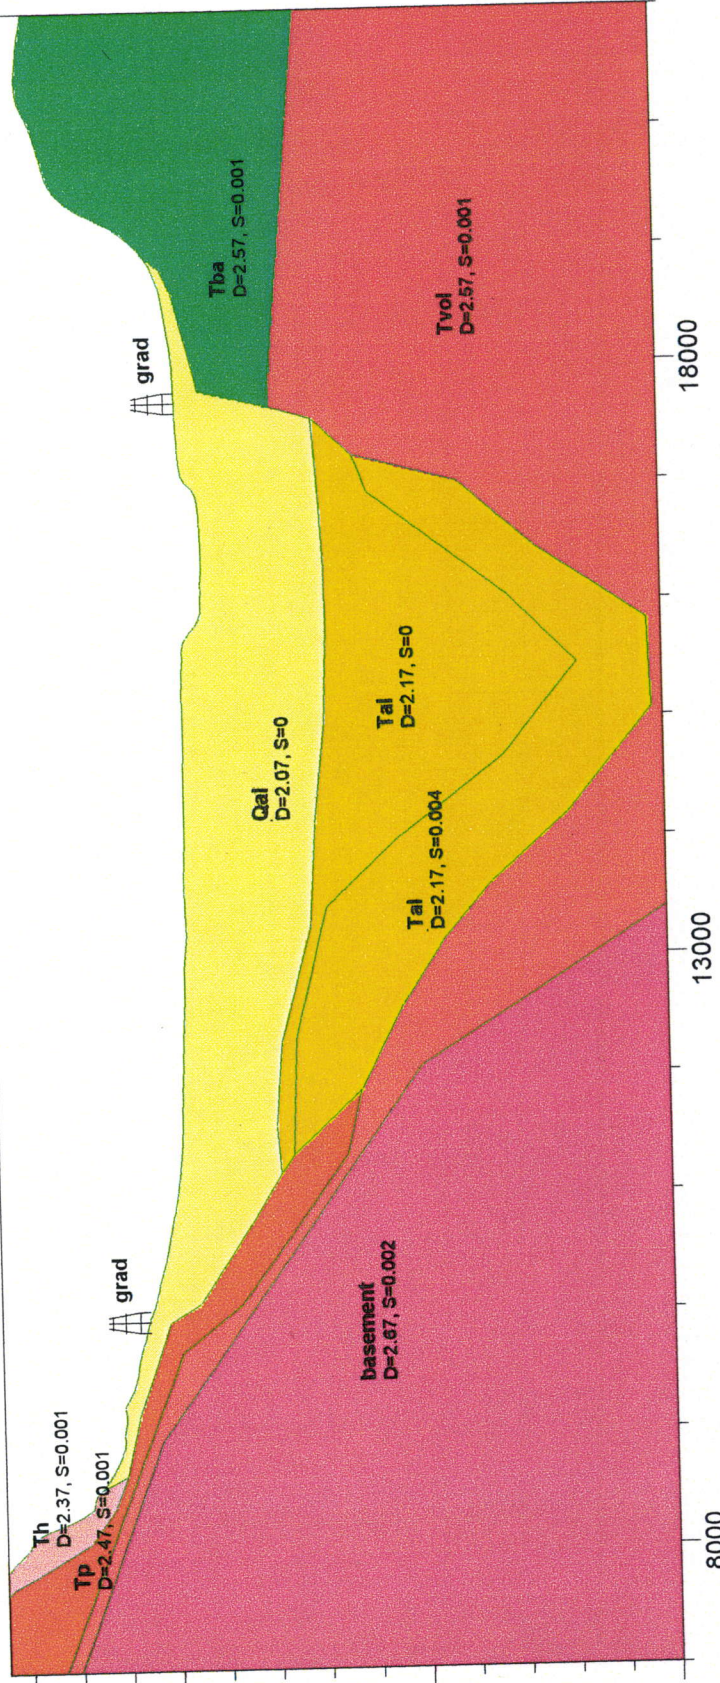 Th
D=2.37, S=0.001
Tp
D=2.47, S=0.001
grad
basement
D=2.67, S=0.002
Qal
D=2.07, S=0
Tal
D=2.17, S=0.004
Tal
D=2.17, S=0
grad
Tba
D=2.57, S=0.001
Tvol
D=2.57, S=0.001
8000
13000
18000